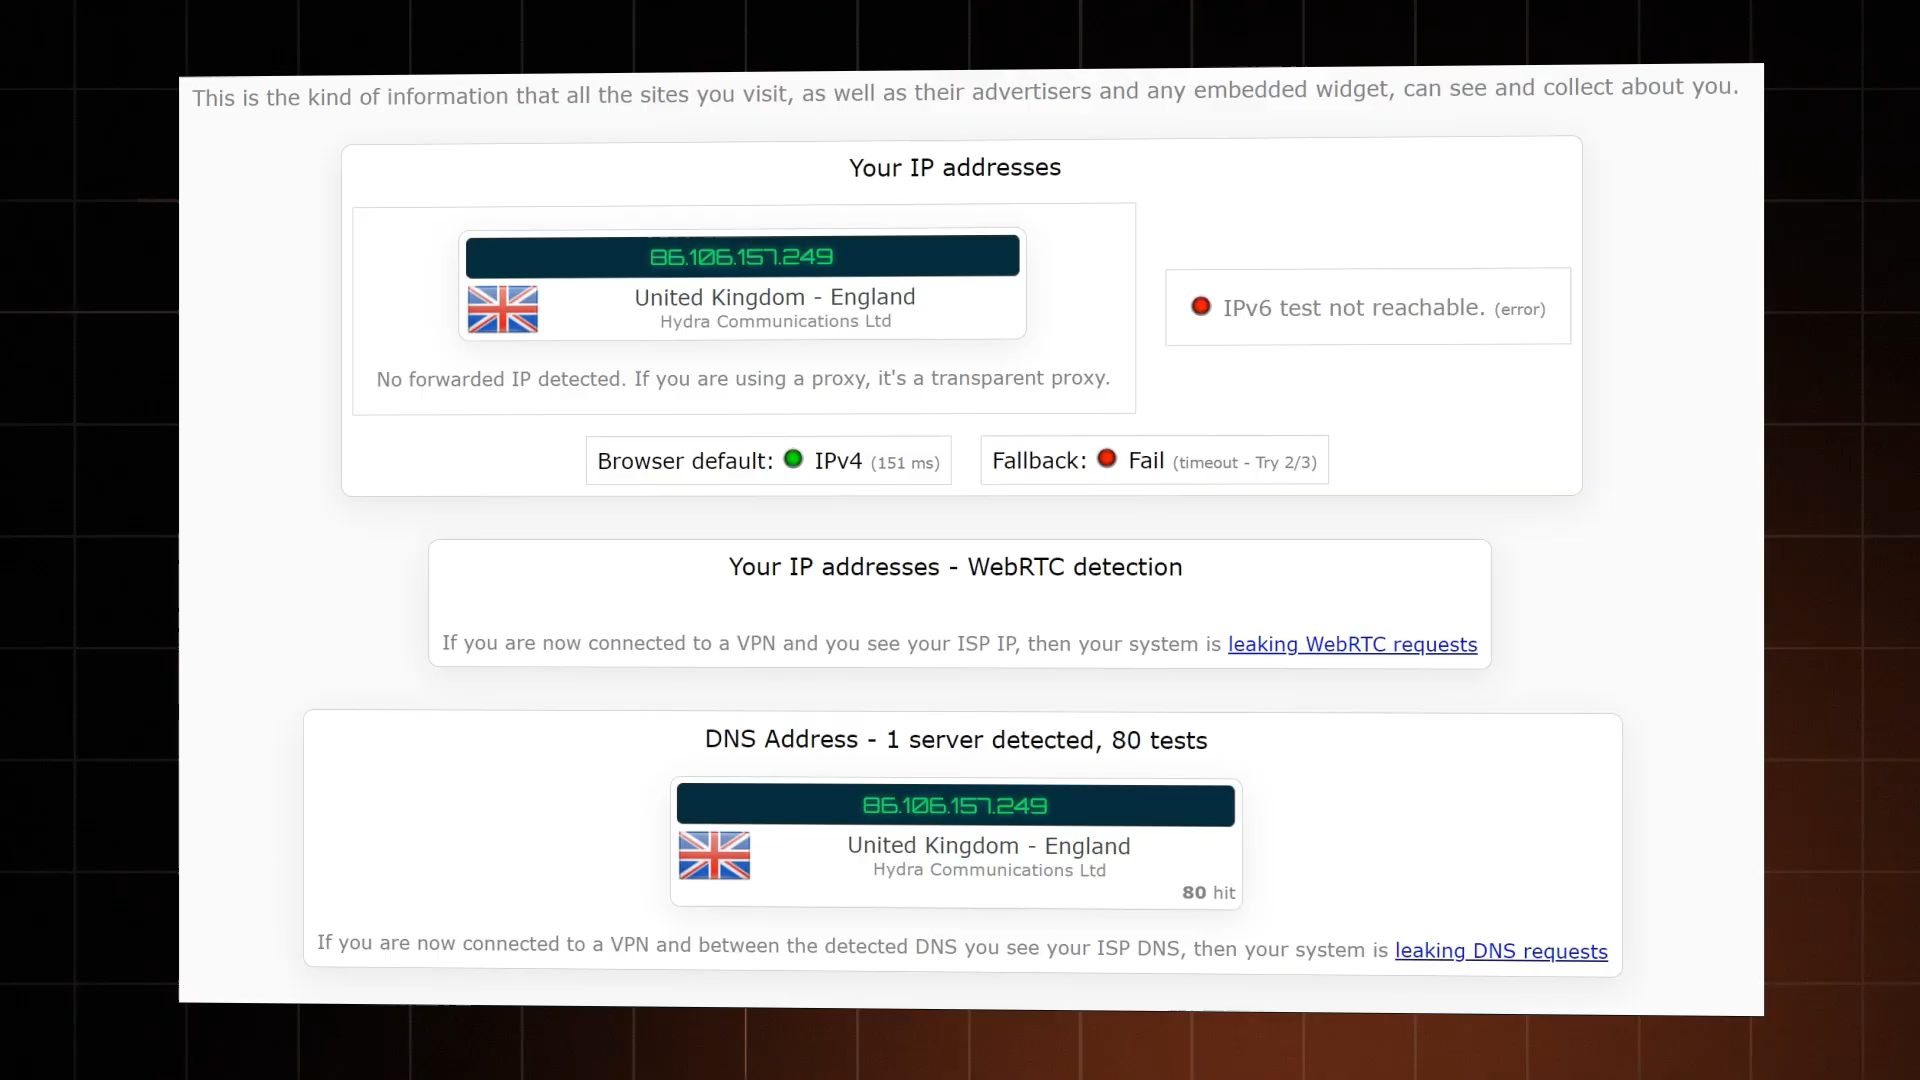 This is the kind of information that all the sites you visit, as well as their advertisers and any embedded widget, can see and collect about you.
Your IP addresses
86.106.157.249
United Kingdom - England
Hydra Communications Ltd
No forwarded IP detected. If you are using a proxy, it's a transparent proxy.
IPv6 test not reachable. (error)
Browser default: IPv4 (151 ms)
Fallback: Fail (timeout - Try 2/3)
Your IP addresses - WebRTC detection
If you are now connected to a VPN and you see your ISP IP, then your system is leaking WebRTC requests
DNS Address - 1 server detected, 80 tests
86.106.157.249
United Kingdom - England
Hydra Communications Ltd
80 hit
If you are now connected to a VPN and between the detected DNS you see your ISP DNS, then your system is leaking DNS requests